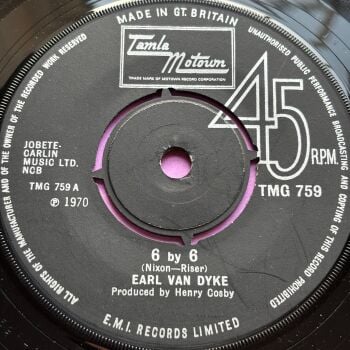 MADE IN GT. BRITAIN
ALL RIGHTS OF THE MANUFACTURER AND OF THE OWNER OF THE RECORDED WORK RESERVED
UNAUTHORISED PUBLIC PERFORMANCE BROADCASTING AND COPYING OF THIS RECORD PROHIBITED
Tamla
Motown
TRADE MARK OF MOTOWN RECORD CORPORATION
45
R.P.M.
JOBETE-
CARLIN
MUSIC LTD.
NCB
TMG 759 A
℗ 1970
TMG 759
6 by 6
(Nixon—Riser)
EARL VAN DYKE
Produced by Henry Cosby
E.M.I. RECORDS LIMITED